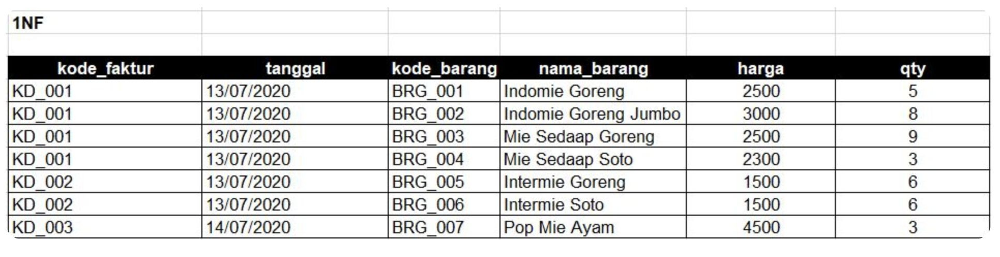 1NF
kode_faktur tanggal kode_barang nama_barang harga qty
KD_001 13/07/2020 BRG_001 Indomie Goreng 2500 5
KD_001 13/07/2020 BRG_002 Indomie Goreng Jumbo 3000 8
KD_001 13/07/2020 BRG_003 Mie Sedaap Goreng 2500 9
KD_001 13/07/2020 BRG_004 Mie Sedaap Soto 2300 3
KD_002 13/07/2020 BRG_005 Intermie Goreng 1500 6
KD_002 13/07/2020 BRG_006 Intermie Soto 1500 6
KD_003 14/07/2020 BRG_007 Pop Mie Ayam 4500 3